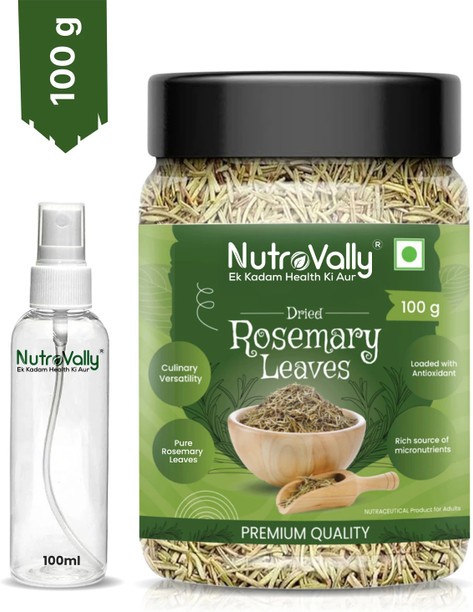 100 g
NutroVally®
Ek Kadam Health Ki Aur
100 g
Dried
Rosemary
Leaves
Culinary
Versatility
Loaded with
Antioxidant
Pure
Rosemary
Leaves
Rich source of
micronutrients
NUTRACEUTICAL Product for Adults
PREMIUM QUALITY
NutroVally®
Ek Kadam Health Ki Aur
100ml